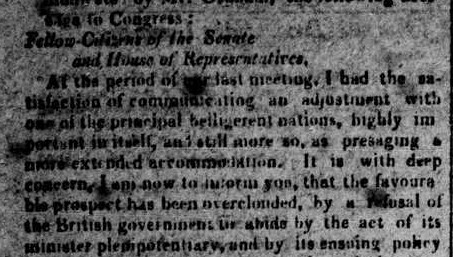 sage to Congress:
Fellow-Citizens of the Senate
and House of Representatives,
At the period of our last meeting, I had the sa-
tisfaction of communicating an adjustment with
one of the principal belligerent nations, highly im
portant in itself, and still more so, as presaging a
more extended accommodation. It is with deep
concern, I am now to inform you, that the favoura
ble prospect has been overclouded, by a refusal of
the British government to abide by the act of its
minister plenipotentiary, and by its ensuing policy